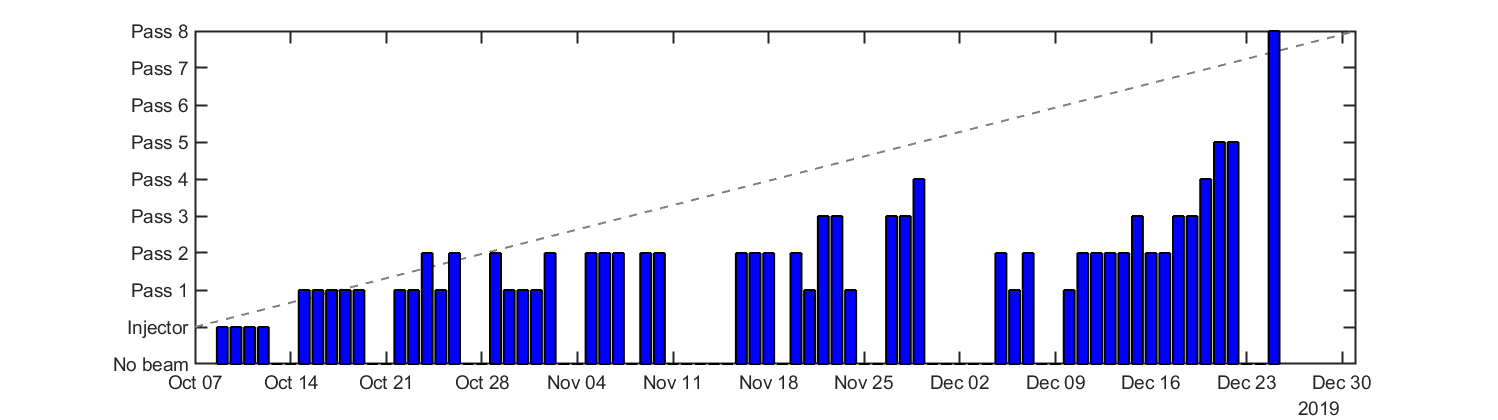 Pass 8
Pass 7
Pass 6
Pass 5
Pass 4
Pass 3
Pass 2
Pass 1
Injector
No beam
Oct 07 Oct 14 Oct 21 Oct 28 Nov 04 Nov 11 Nov 18 Nov 25 Dec 02 Dec 09 Dec 16 Dec 23 Dec 30
2019